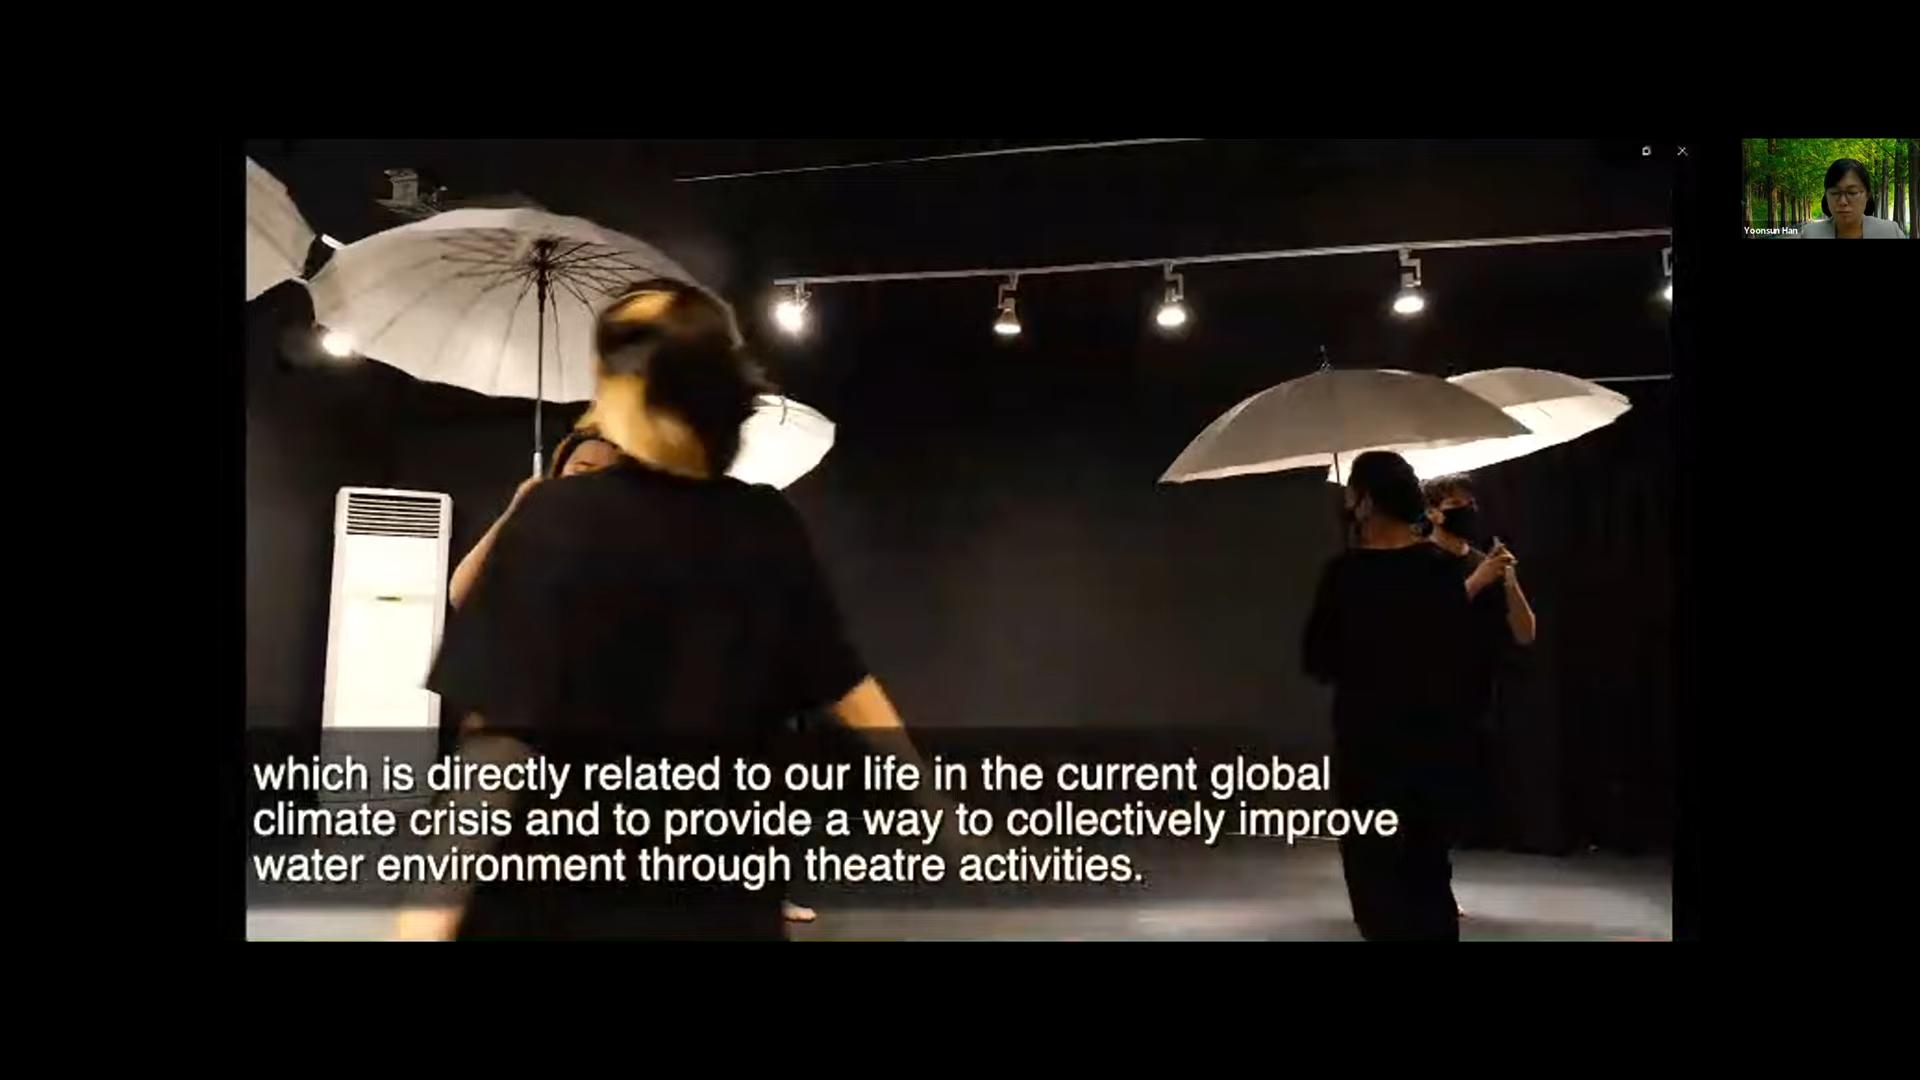 Yoonsun Han
which is directly related to our life in the current global
climate crisis and to provide a way to collectively improve
water environment through theatre activities.